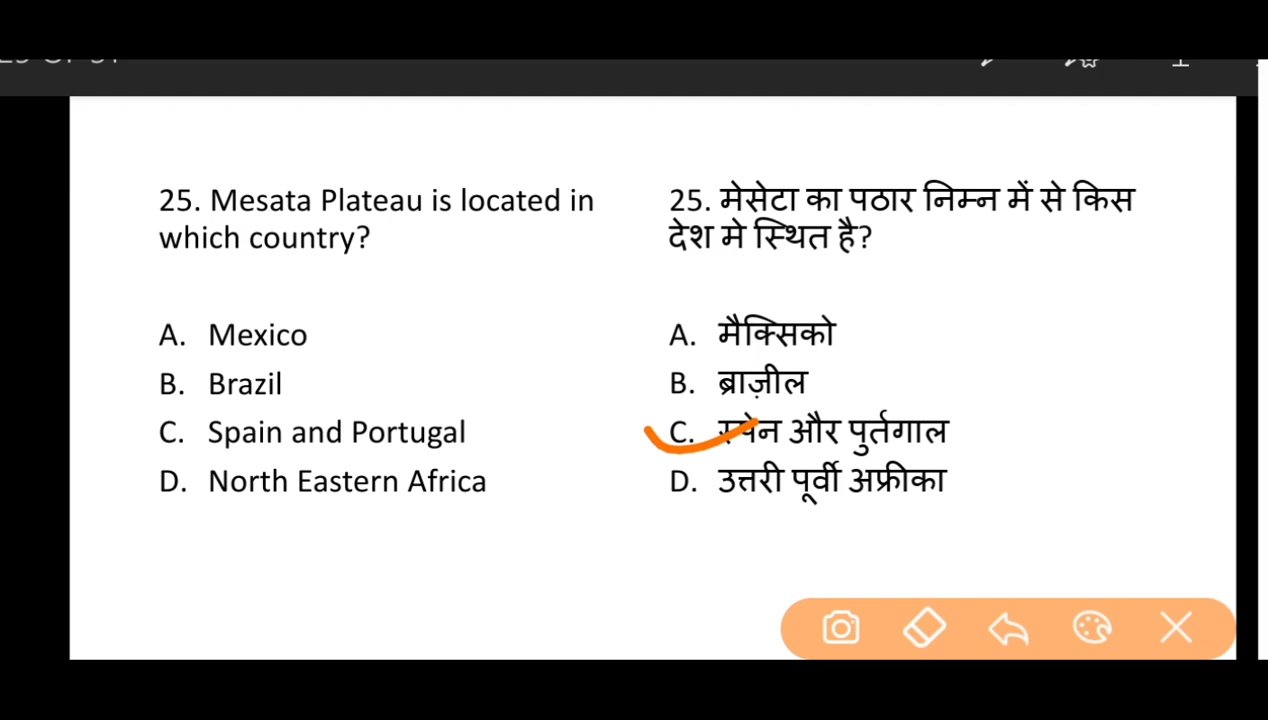 25. Mesata Plateau is located in
which country?
A. Mexico
B. Brazil
C. Spain and Portugal
D. North Eastern Africa
25. मेसेटा का पठार निम्न में से किस
देश मे स्थित है?
A. मैक्सिको
B. ब्राज़ील
C. स्पेन और पुर्तगाल
D. उत्तरी पूर्वी अफ्रीका